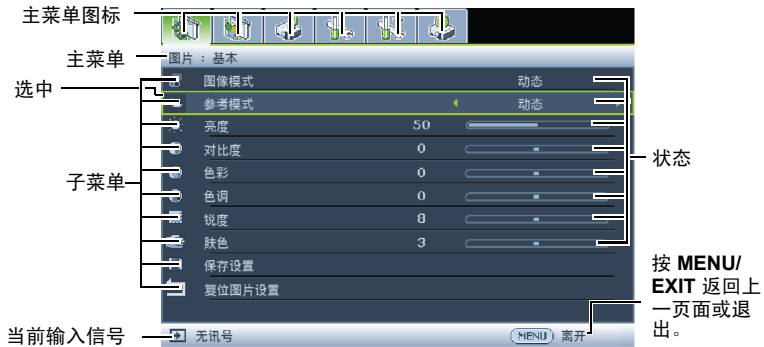 主菜单图标
主菜单
图片 : 基本
选中
图像模式 动态
参考模式 动态
亮度 50
对比度 0
状态
子菜单
色彩 0
色调 0
锐度 8
肤色 3
保存设置
复位图片设置
按 MENU/
EXIT 返回上
一页面或退
出。
当前输入信号
无讯号
MENU 离开